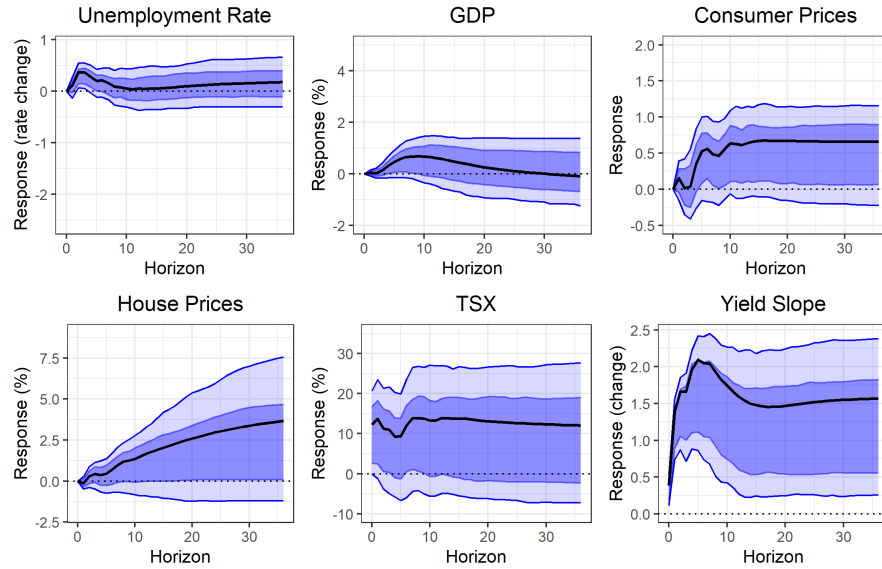 Unemployment Rate
Response (rate change)
1
0
-1
-2
0 10 20 30
Horizon
GDP
Response (%)
4
2
0
-2
0 10 20 30
Horizon
Consumer Prices
Response
2.0
1.5
1.0
0.5
0.0
-0.5
0 10 20 30
Horizon
House Prices
Response (%)
7.5
5.0
2.5
0.0
-2.5
0 10 20 30
Horizon
TSX
Response (%)
30
20
10
0
-10
0 10 20 30
Horizon
Yield Slope
Response (change)
2.5
2.0
1.5
1.0
0.5
0.0
0 10 20 30
Horizon